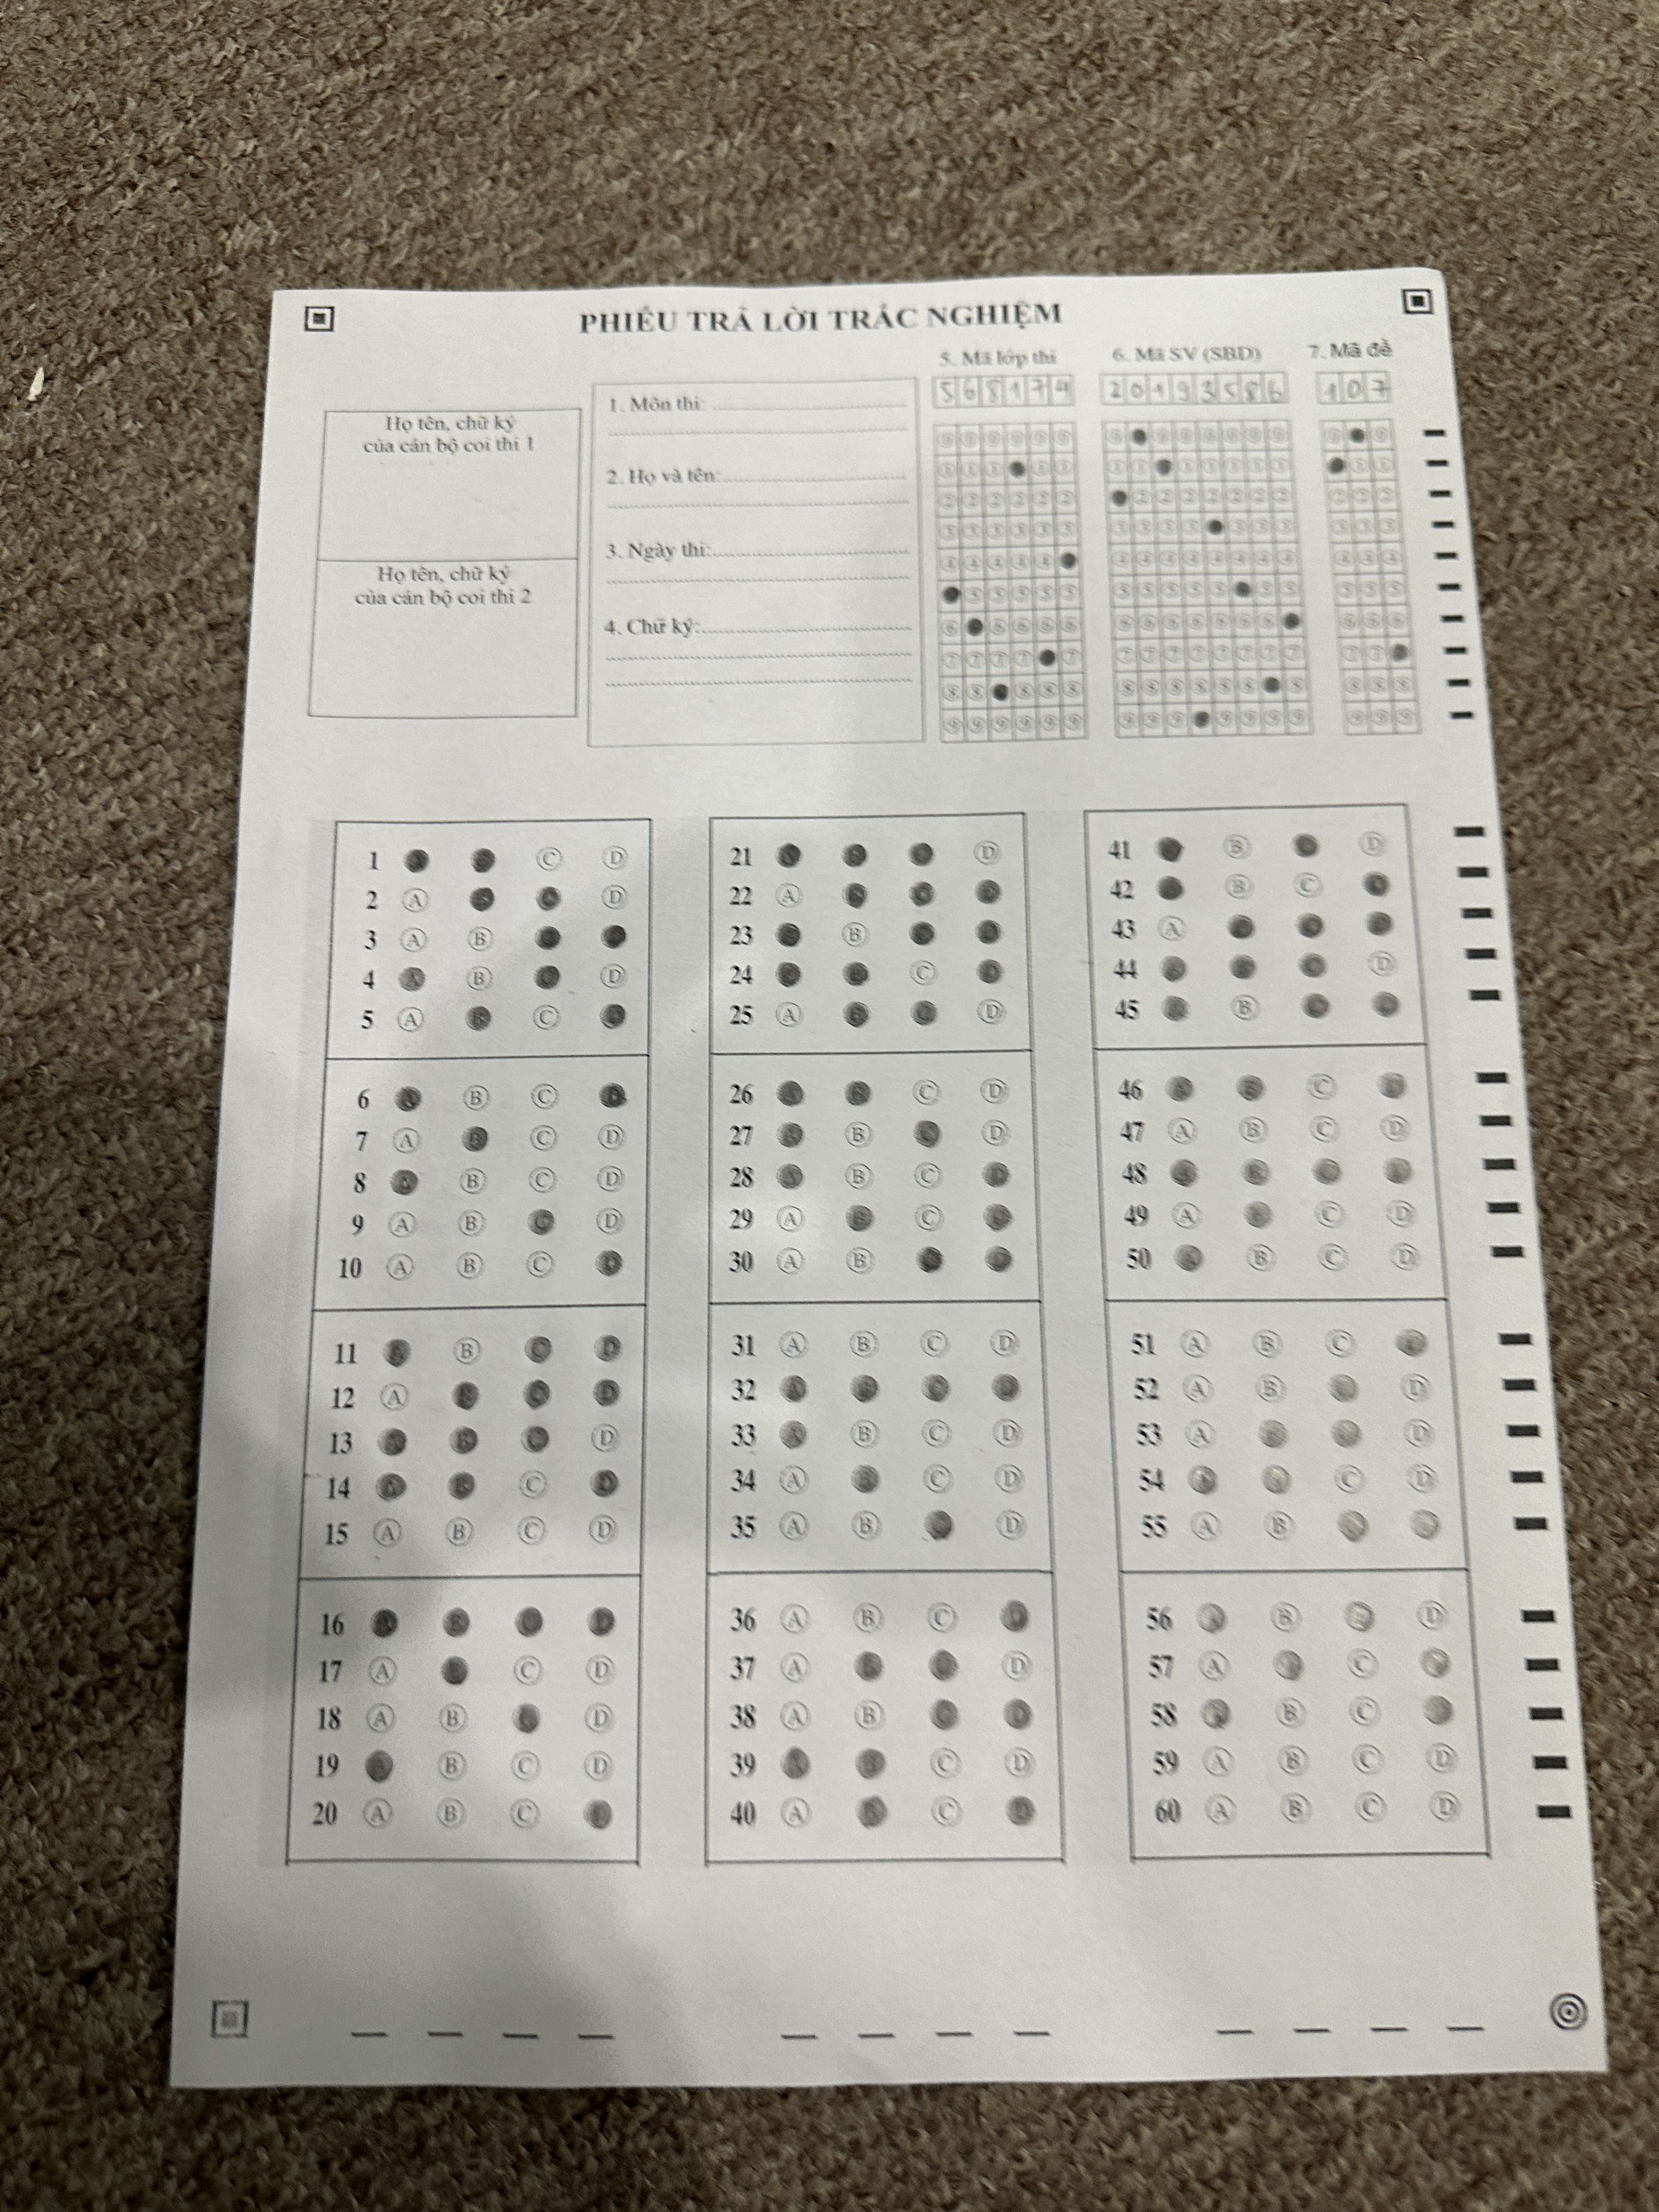 PHIẾU TRẢ LỜI TRẮC NGHIỆM
Họ tên, chữ ký
của cán bộ coi thi 1
Họ tên, chữ ký
của cán bộ coi thi 2
1. Môn thi:
2. Họ và tên:
3. Ngày thi:
4. Chữ ký:
5. Mã lớp thi
568174
6. Mã SV (SBD)
20193586
7. Mã đề
107
1 C D
2 A D
3 A B
4 B D
5 A C
6 B C
7 A C D
8 B C D
9 A B D
10 A B C
11 B
12 A
13 D
14 C
15 A B C D
16
17 A C D
18 A B D
19 B C D
20 A B C
21 D
22 A
23 B
24 C
25 A D
26 C D
27 B D
28 B C
29 A C
30 A B
31 A B C D
32
33 B C D
34 A C D
35 A B D
36 A B C
37 A D
38 A B
39 C D
40 A C
41 B D
42 B C
43 A
44 D
45 B
46 C
47 A B C D
48
49 A C D
50 B C D
51 A B C
52 A B D
53 A D
54 C D
55 A B
56 B D
57 A C
58 B C
59 A B C D
60 A B C D